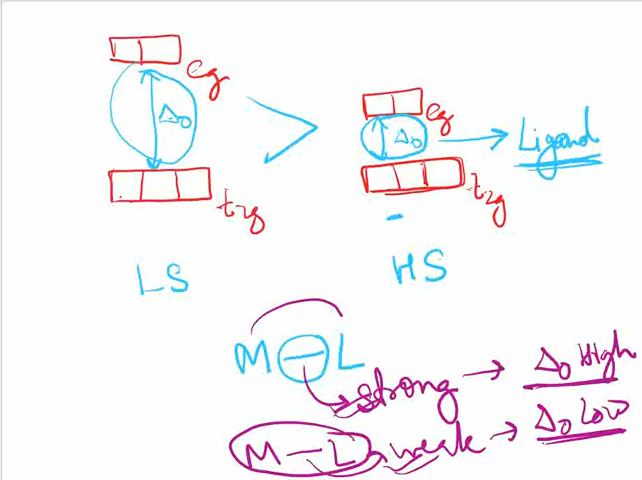 eg
Δo
t2g
LS
>
eg
Δo → Ligand
t2g
HS
M—L
strong → Δo High
M—L weak → Δo Low